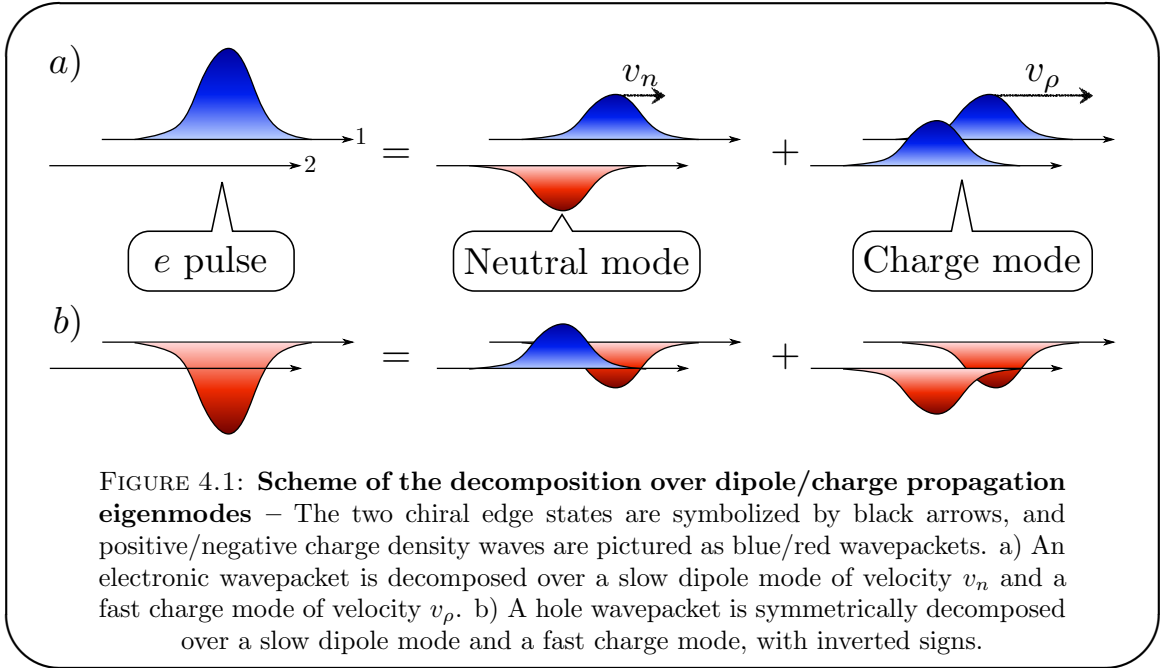 a)
v_n
v_ρ
1
=
+
2
e pulse
Neutral mode
Charge mode
b)
=
+
FIGURE 4.1: Scheme of the decomposition over dipole/charge propagation
eigenmodes – The two chiral edge states are symbolized by black arrows, and
positive/negative charge density waves are pictured as blue/red wavepackets. a) An
electronic wavepacket is decomposed over a slow dipole mode of velocity v_n and a
fast charge mode of velocity v_ρ. b) A hole wavepacket is symmetrically decomposed
over a slow dipole mode and a fast charge mode, with inverted signs.